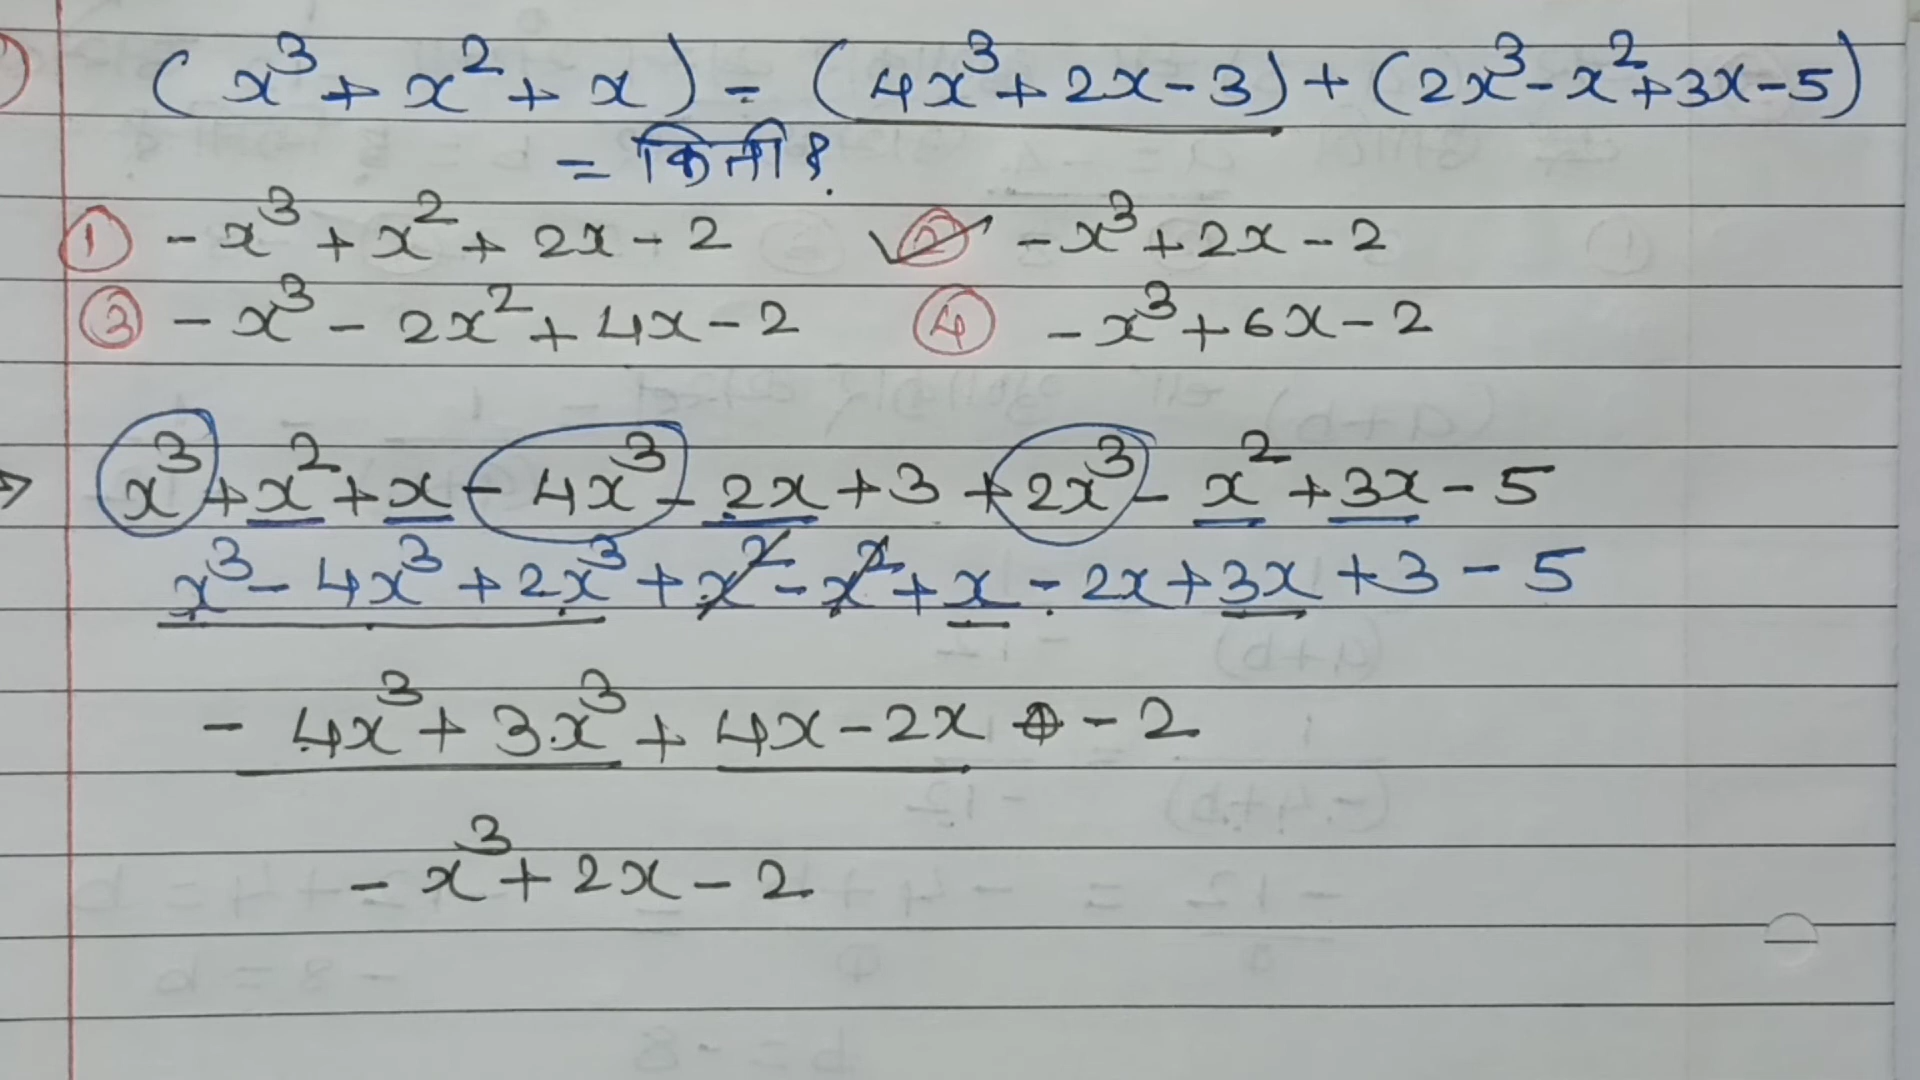 (x³ + x² + x) - (4x³ + 2x - 3) + (2x³ - x² + 3x - 5)
= किती?
① - x³ + x² + 2x - 2 ② - x³ + 2x - 2
③ - x³ - 2x² + 4x - 2 ④ - x³ + 6x - 2
→ x³ + x² + x - 4x³ - 2x + 3 + 2x³ - x² + 3x - 5
x³ - 4x³ + 2x³ + x² - x² + x - 2x + 3x + 3 - 5
- 4x³ + 3x³ + 4x - 2x - 2
- x³ + 2x - 2